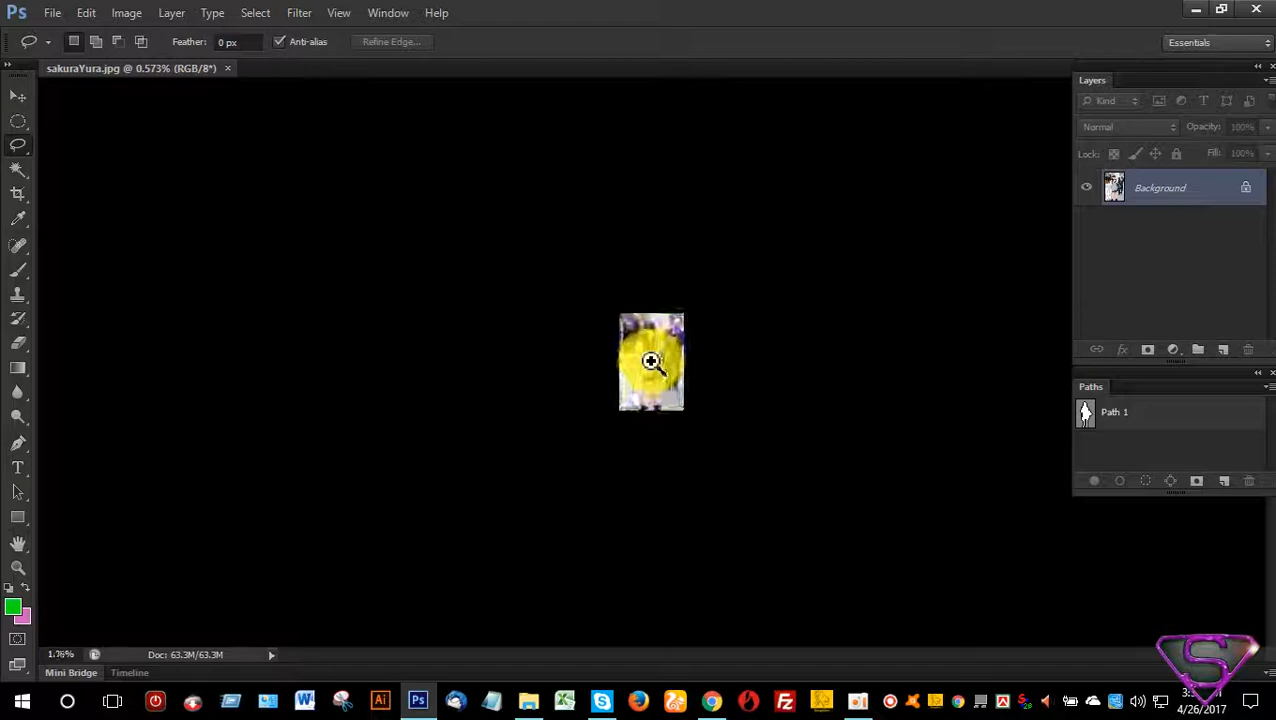 Ps File Edit Image Layer Type Select Filter View Window Help
Feather: 0 px Anti-alias Refine Edge... Essentials
sakuraYura.jpg @ 0.573% (RGB/8*) ×
Layers
Kind
Normal Opacity: 100%
Lock: Fill: 100%
Background
Paths
Path 1
Doc: 63.3M/63.3M
Mini Bridge Timeline
4/26/2017